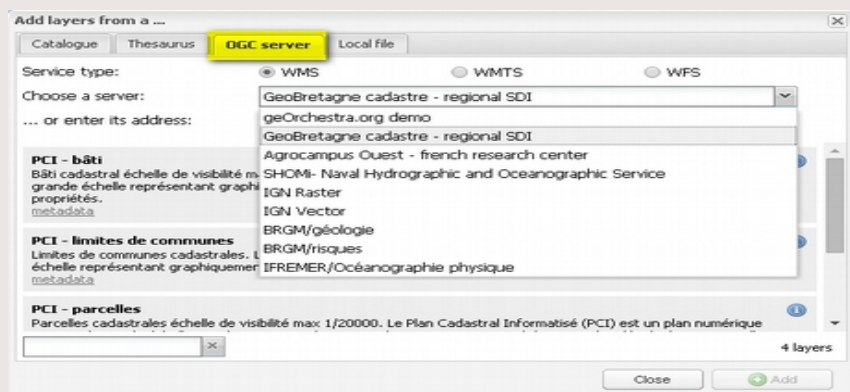 Add layers from a ...
Catalogue Thesaurus OGC server Local file
Service type: WMS WMTS WFS
Choose a server: GeoBretagne cadastre - regional SDI
... or enter its address: geOrchestra.org demo
GeoBretagne cadastre - regional SDI
Agrocampus Ouest - french research center
SHOMi- Naval Hydrographic and Oceanographic Service
IGN Raster
IGN Vector
BRGM/géologie
BRGM/risques
IFREMER/Océanographie physique
PCI - bâti
Bâti cadastral échelle de visibilité
grande échelle représentant
propriétés.
metadata
PCI - limites de communes
Limites de communes cadastrales.
échelle représentant
metadata
PCI - parcelles
Parcelles cadastrales échelle de visibilité max 1/20000. Le Plan Cadastral Informatisé (PCI) est un plan numérique
4 layers
Close Add